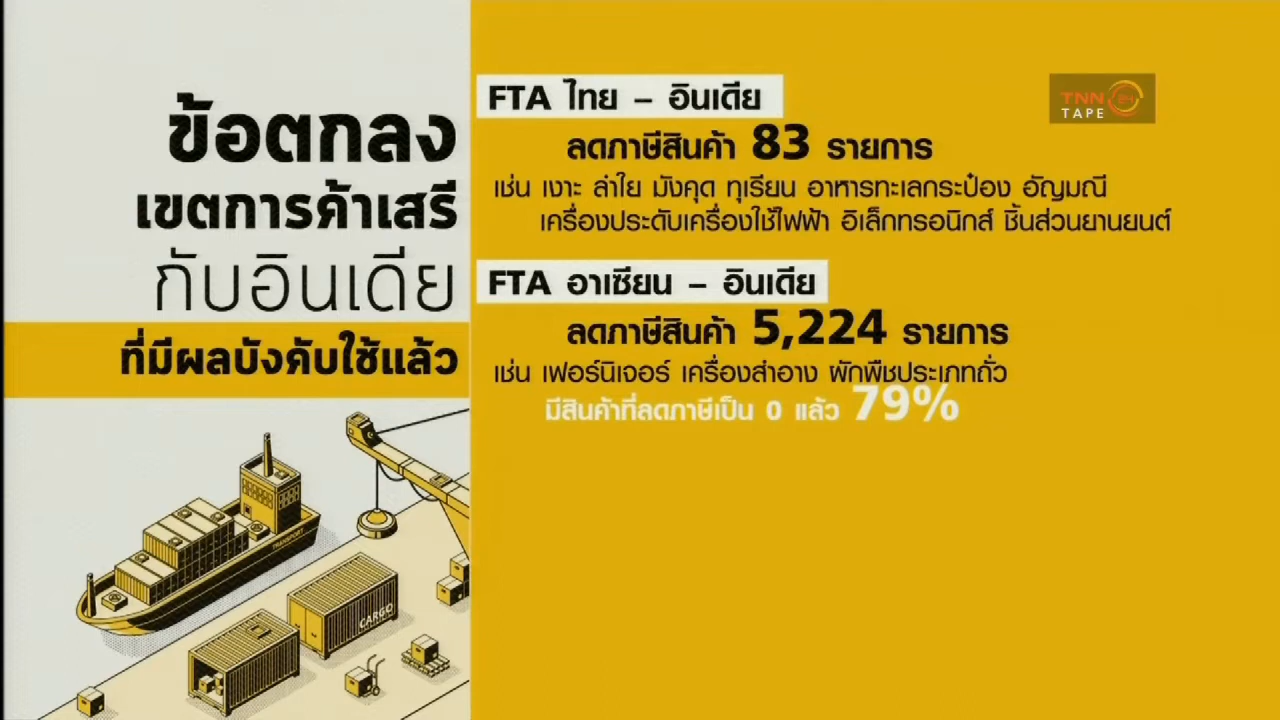 ข้อตกลง
เขตการค้าเสรี
กับอินเดีย
ที่มีผลบังคับใช้แล้ว
FTA ไทย – อินเดีย
ลดภาษีสินค้า 83 รายการ
เช่น เงาะ ลำใย มังคุด ทุเรียน อาหารทะเลกระป๋อง อัญมณี
เครื่องประดับเครื่องใช้ไฟฟ้า อิเล็กทรอนิกส์ ชิ้นส่วนยานยนต์
FTA อาเซียน – อินเดีย
ลดภาษีสินค้า 5,224 รายการ
เช่น เฟอร์นิเจอร์ เครื่องสำอาง ผักพืชประเภทถั่ว
มีสินค้าที่ลดภาษีเป็น 0 แล้ว 79%
TNN 24
TAPE
TRANSPORT
CARGO